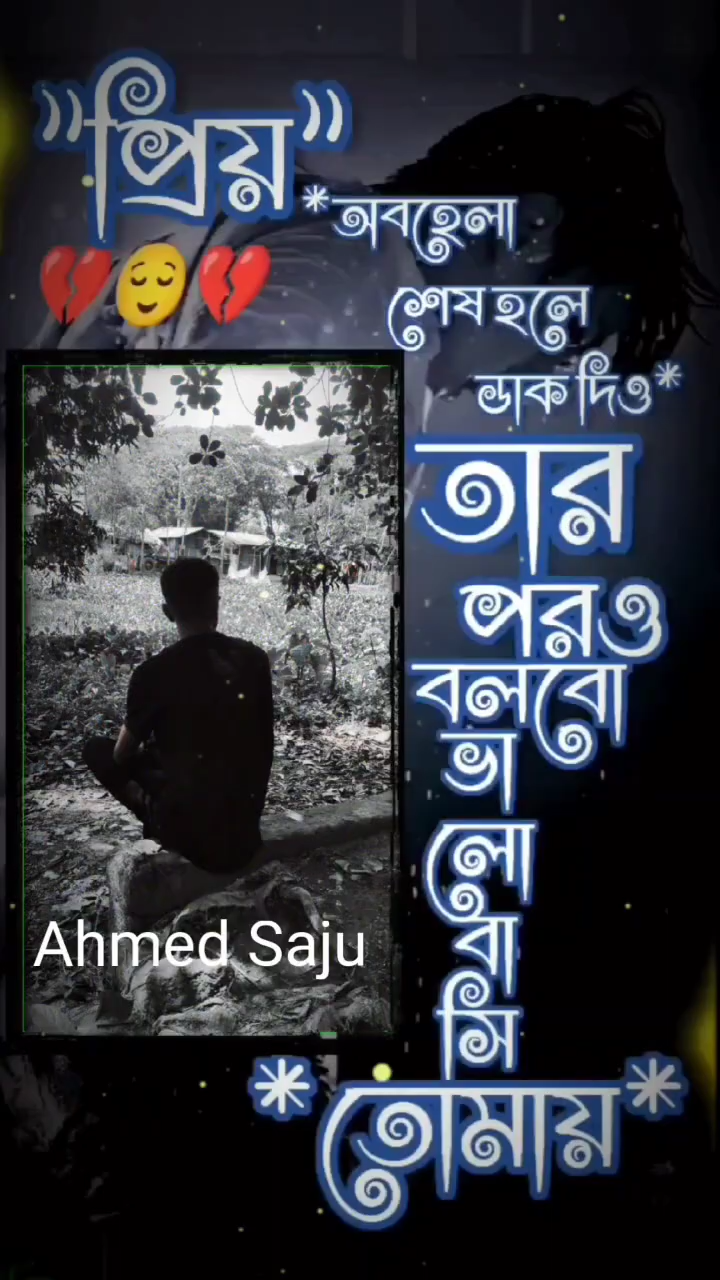 "প্রিয়"
*অবহেলা
শেষ হলে
ডাক দিও*
তার
পরও
বলবো
ভা
লো
বা
সি
*তোমায়*
Ahmed Saju